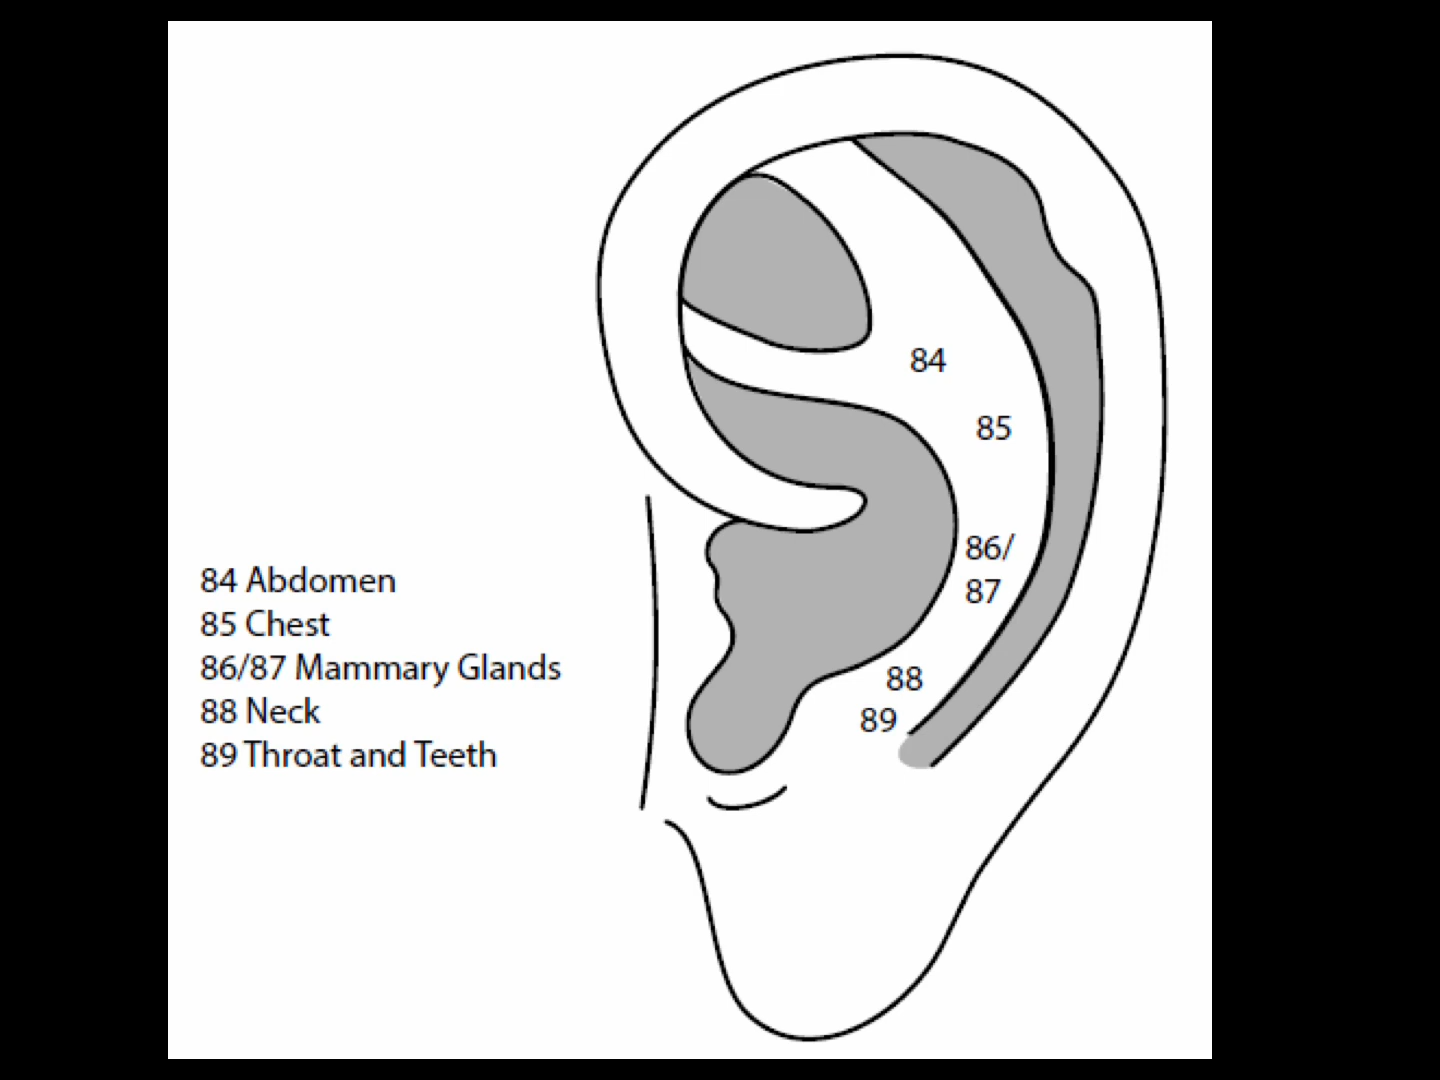 84
85
86/
87
88
89
84 Abdomen
85 Chest
86/87 Mammary Glands
88 Neck
89 Throat and Teeth